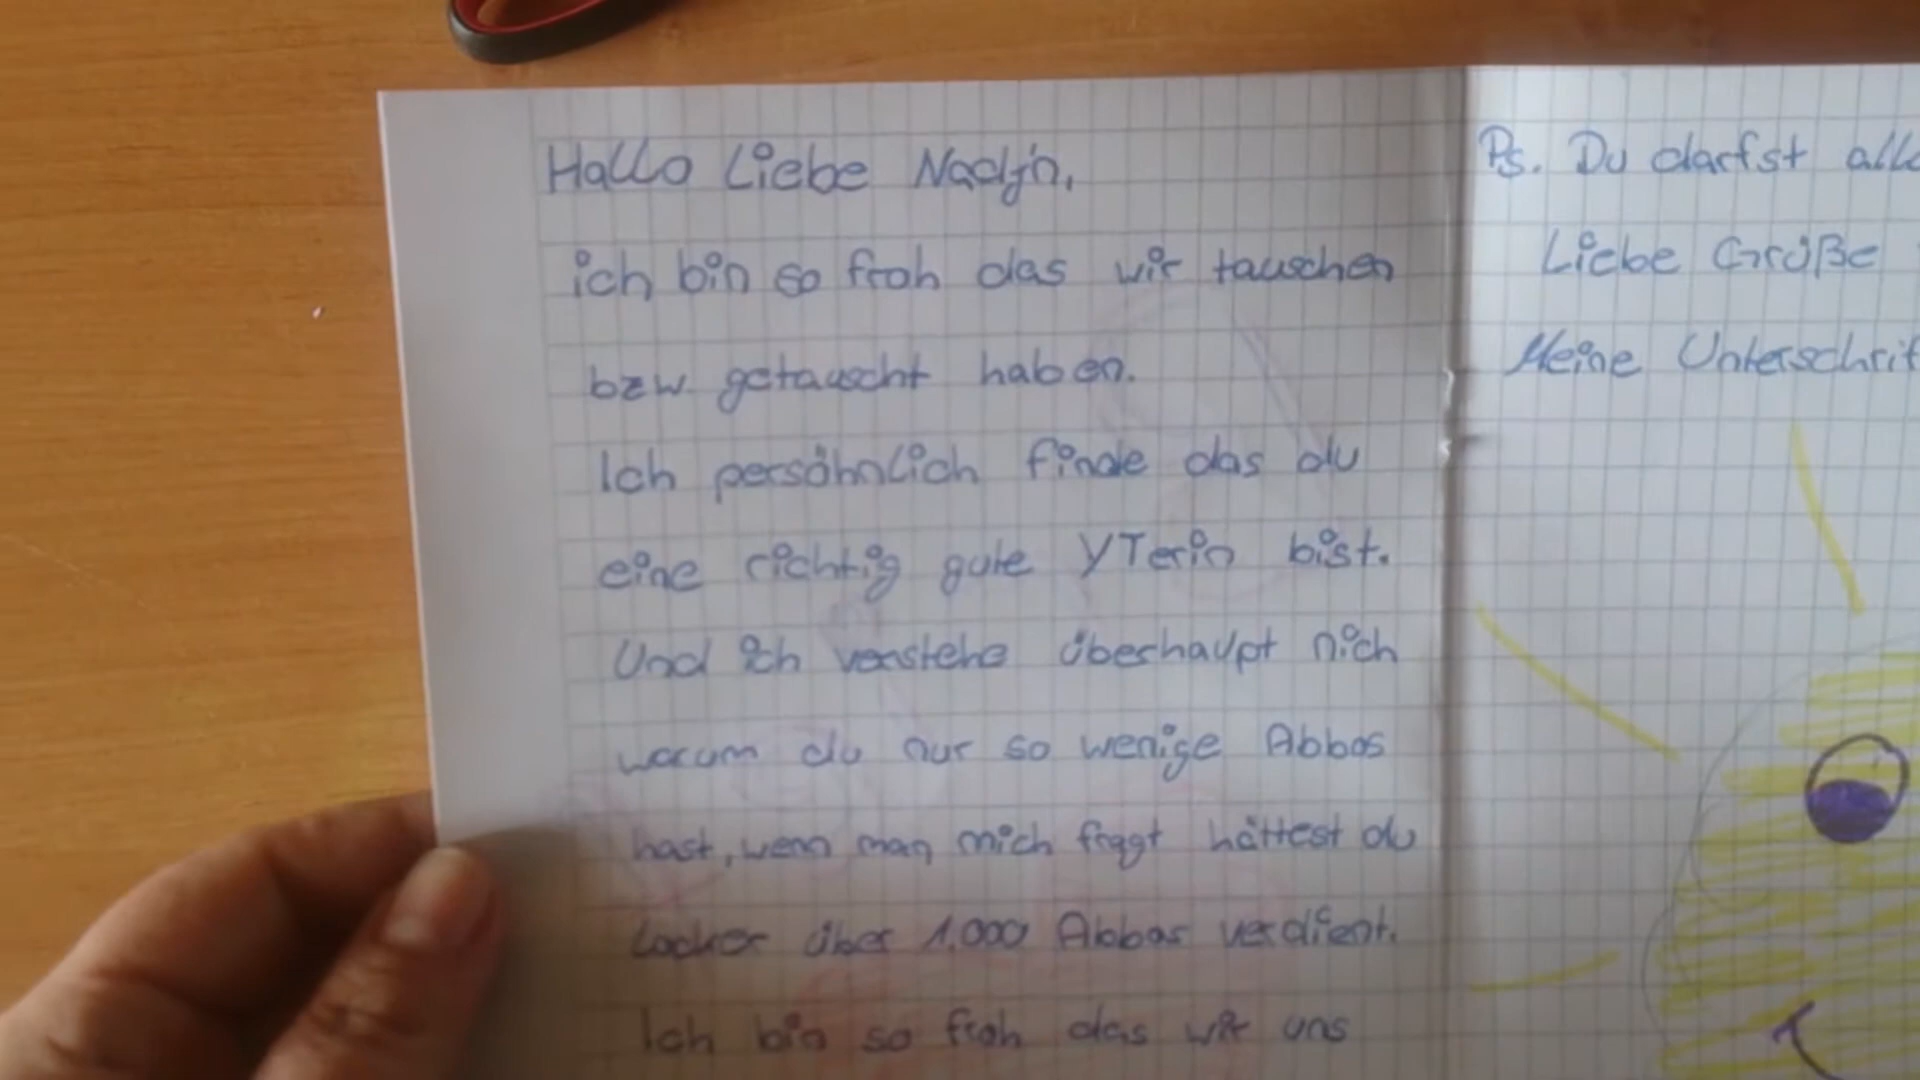 Hallo Liebe Nadjn,
ich bin so froh das wir tauschen
bzw. getauscht haben.
Ich persöhnlich finde das du
eine richtig gute YTerin bist.
Und ich verstehe überhaupt nich
warum du nur so wenige Abbos
hast, wenn man mich fragt hättest du
Locker über 1.000 Abbos verdient.
Ich bin so froh das wir uns
Ps. Du darfst alle
Liebe Grüße
Meine Unterschrif